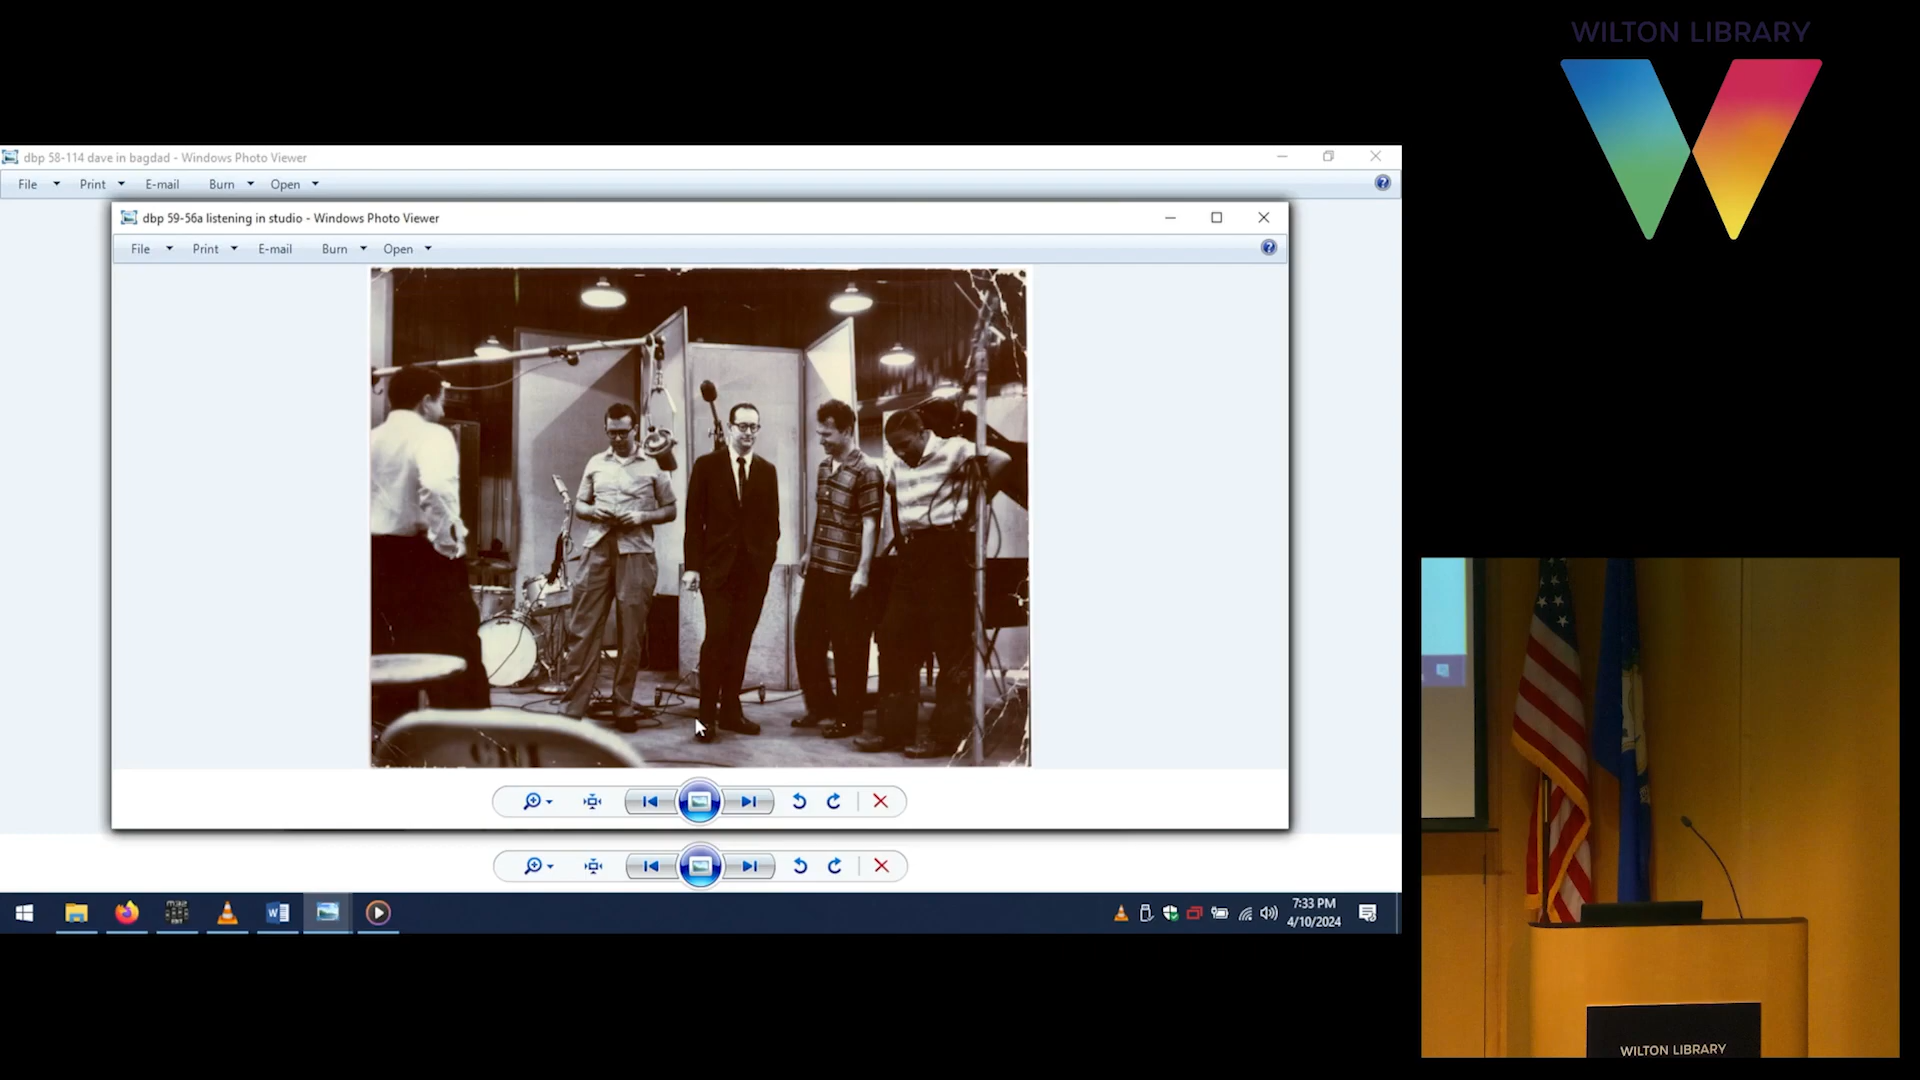 WILTON LIBRARY
dbp 58-114 dave in bagdad - Windows Photo Viewer
File Print E-mail Burn Open
dbp 59-56a listening in studio - Windows Photo Viewer
File Print E-mail Burn Open
7:33 PM
4/10/2024
WILTON LIBRARY